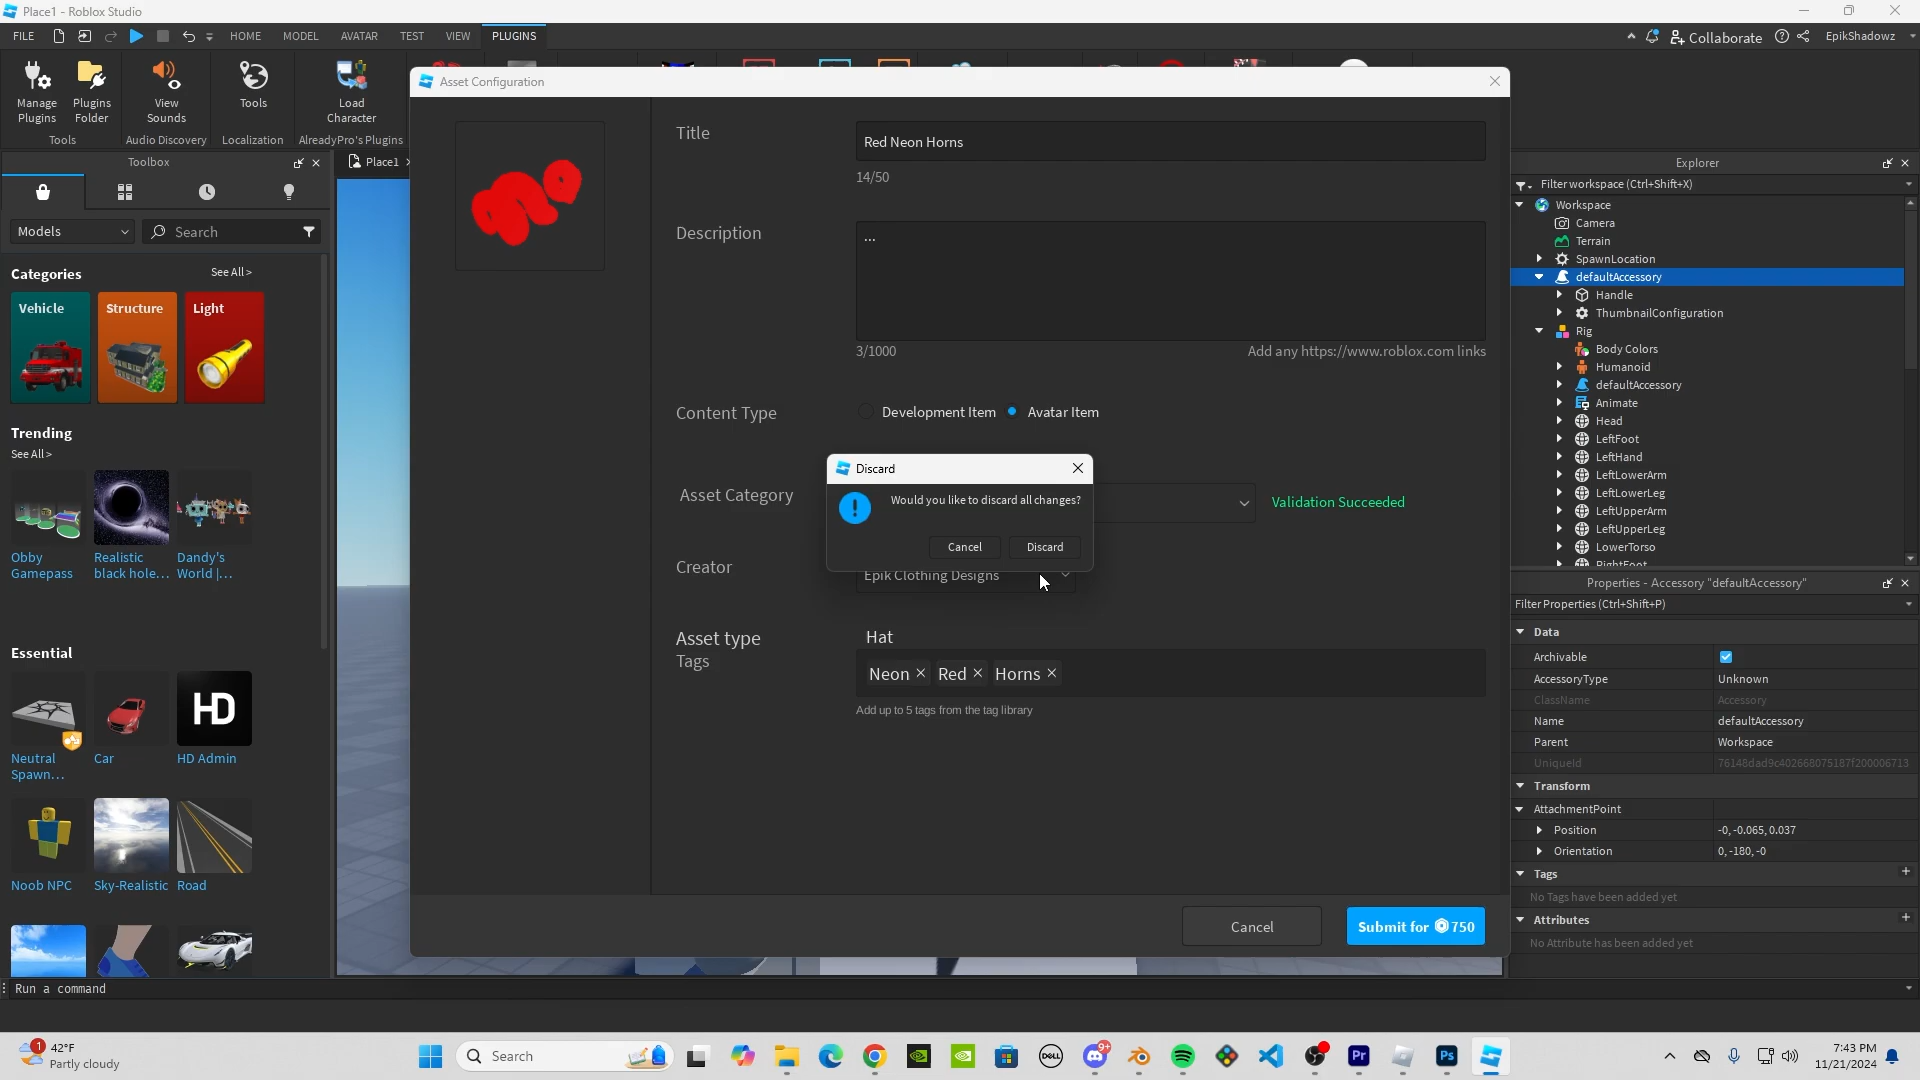 Place1 - Roblox Studio
FILE
HOME
MODEL
AVATAR
TEST
VIEW
PLUGINS
Collaborate
EpikShadowz
Manage Plugins
Plugins Folder
Tools
View Sounds
Audio Discovery
Tools
Localization
Load Character
AlreadyPro's Plugins
Toolbox
Models
Search
Categories
See All >
Vehicle
Structure
Light
Trending
See All >
Obby Gamepass
Realistic black hole...
Dandy's World |...
Essential
HD
Neutral Spawn...
Car
HD Admin
Noob NPC
Sky-Realistic
Road
Place1
Asset Configuration
Title
Red Neon Horns
14/50
Description
...
3/1000
Add any https://www.roblox.com links
Content Type
Development Item
Avatar Item
Asset Category
Validation Succeeded
Discard
Would you like to discard all changes?
Cancel
Discard
Creator
Epik Clothing Designs
Asset type
Hat
Tags
Neon
Red
Horns
Add up to 5 tags from the tag library
Cancel
Submit for 750
Explorer
Filter workspace (Ctrl+Shift+X)
Workspace
Camera
Terrain
SpawnLocation
defaultAccessory
Handle
ThumbnailConfiguration
Rig
Body Colors
Humanoid
defaultAccessory
Animate
Head
LeftFoot
LeftHand
LeftLowerArm
LeftLowerLeg
LeftUpperArm
LeftUpperLeg
LowerTorso
RightFoot
Properties - Accessory "defaultAccessory"
Filter Properties (Ctrl+Shift+P)
Data
Archivable
AccessoryType Unknown
ClassName Accessory
Name defaultAccessory
Parent Workspace
UniqueId 76148dad9c402668075187f200006713
Transform
AttachmentPoint
Position -0, -0.065, 0.037
Orientation 0, -180, -0
Tags
No Tags have been added yet
Attributes
No Attribute has been added yet
Run a command
1
42°F
Partly cloudy
Search
DELL
9+
Pr
Ps
7:43 PM
11/21/2024